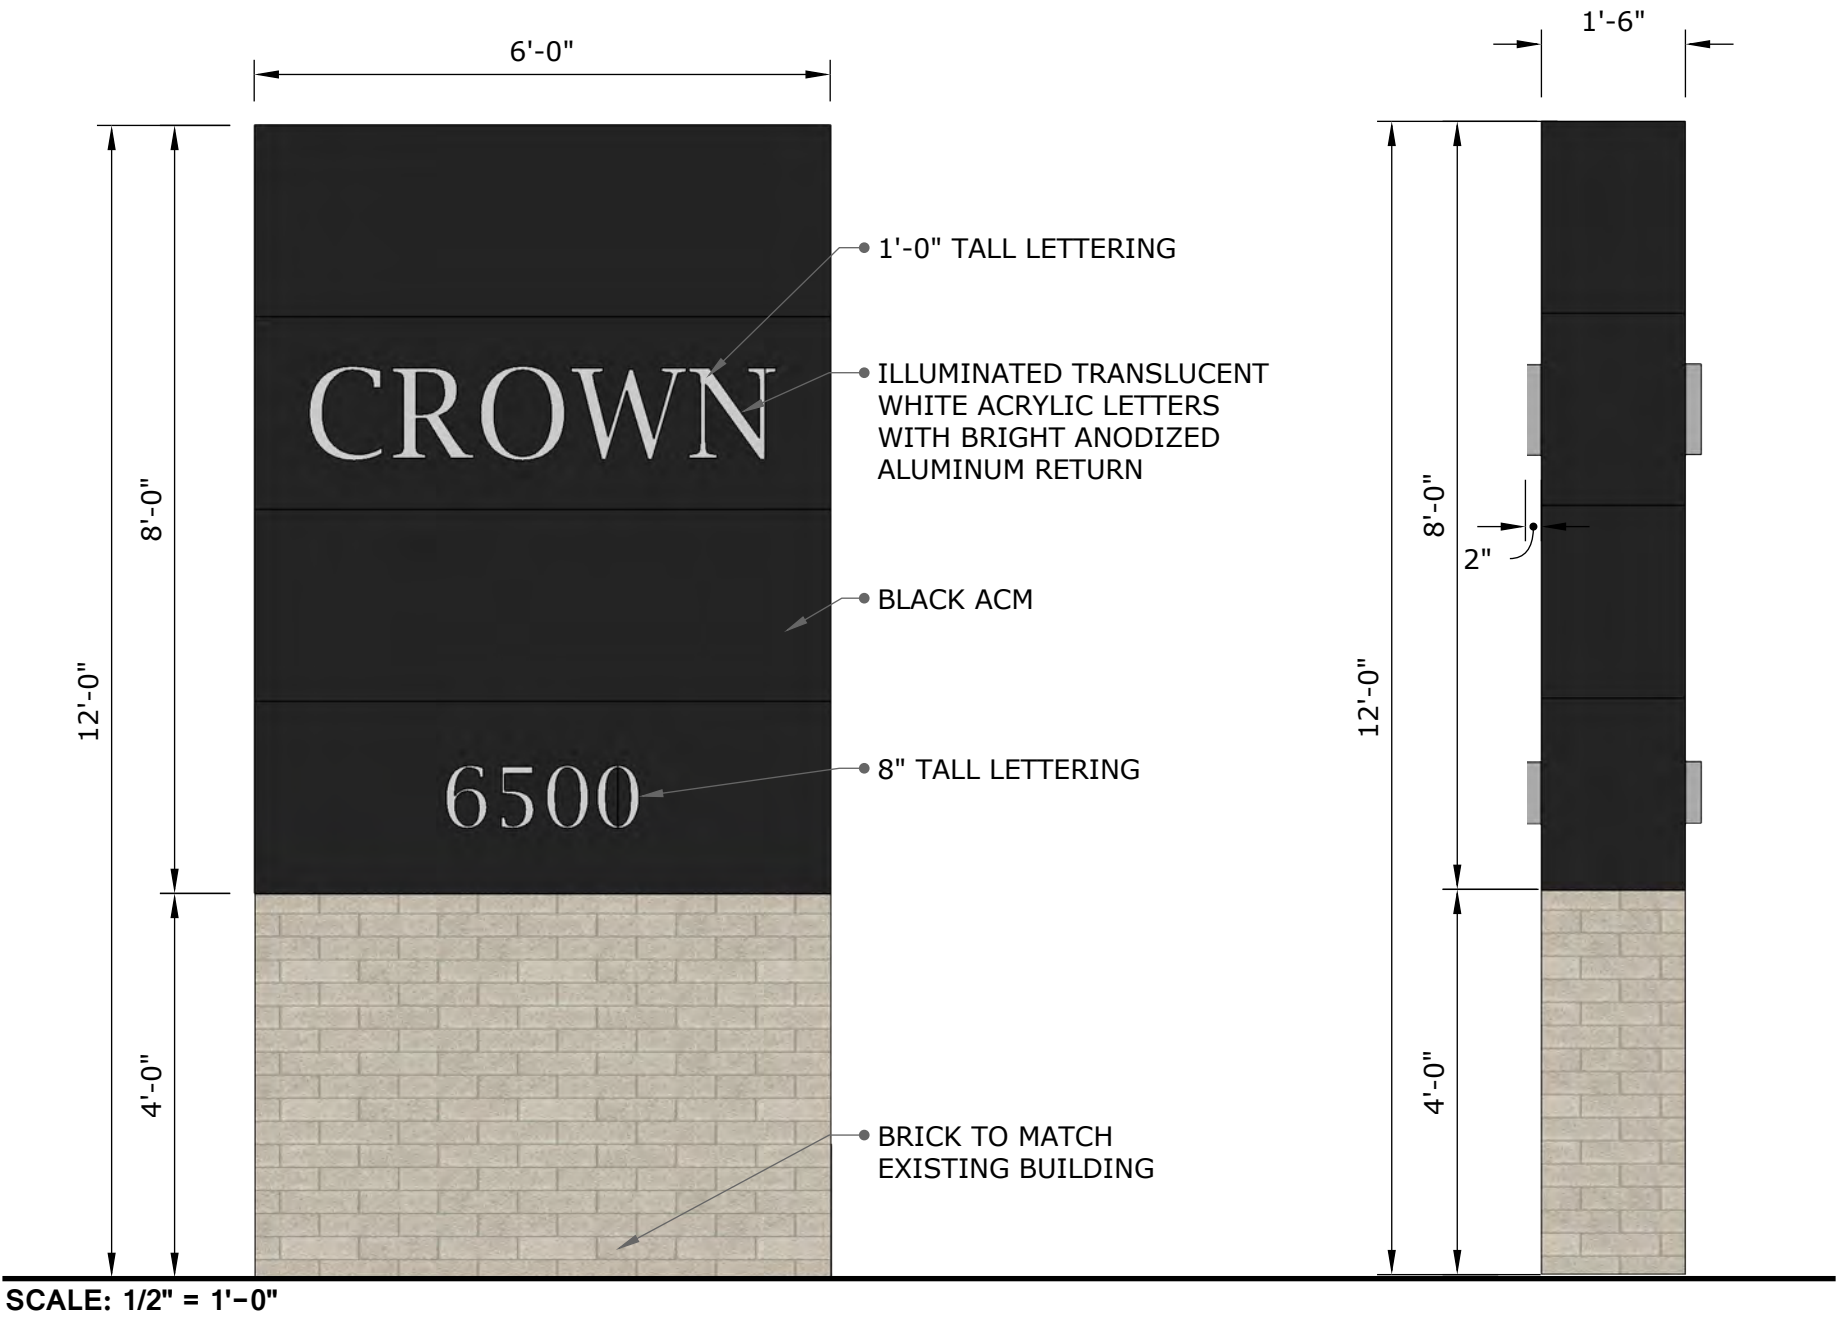 6'-0"
1'-6"
1'-0" TALL LETTERING
CROWN
ILLUMINATED TRANSLUCENT
WHITE ACRYLIC LETTERS
WITH BRIGHT ANODIZED
ALUMINUM RETURN
8'-0"
8'-0"
2"
BLACK ACM
12'-0"
12'-0"
6500
8" TALL LETTERING
4'-0"
4'-0"
BRICK TO MATCH
EXISTING BUILDING
SCALE: 1/2" = 1'-0"